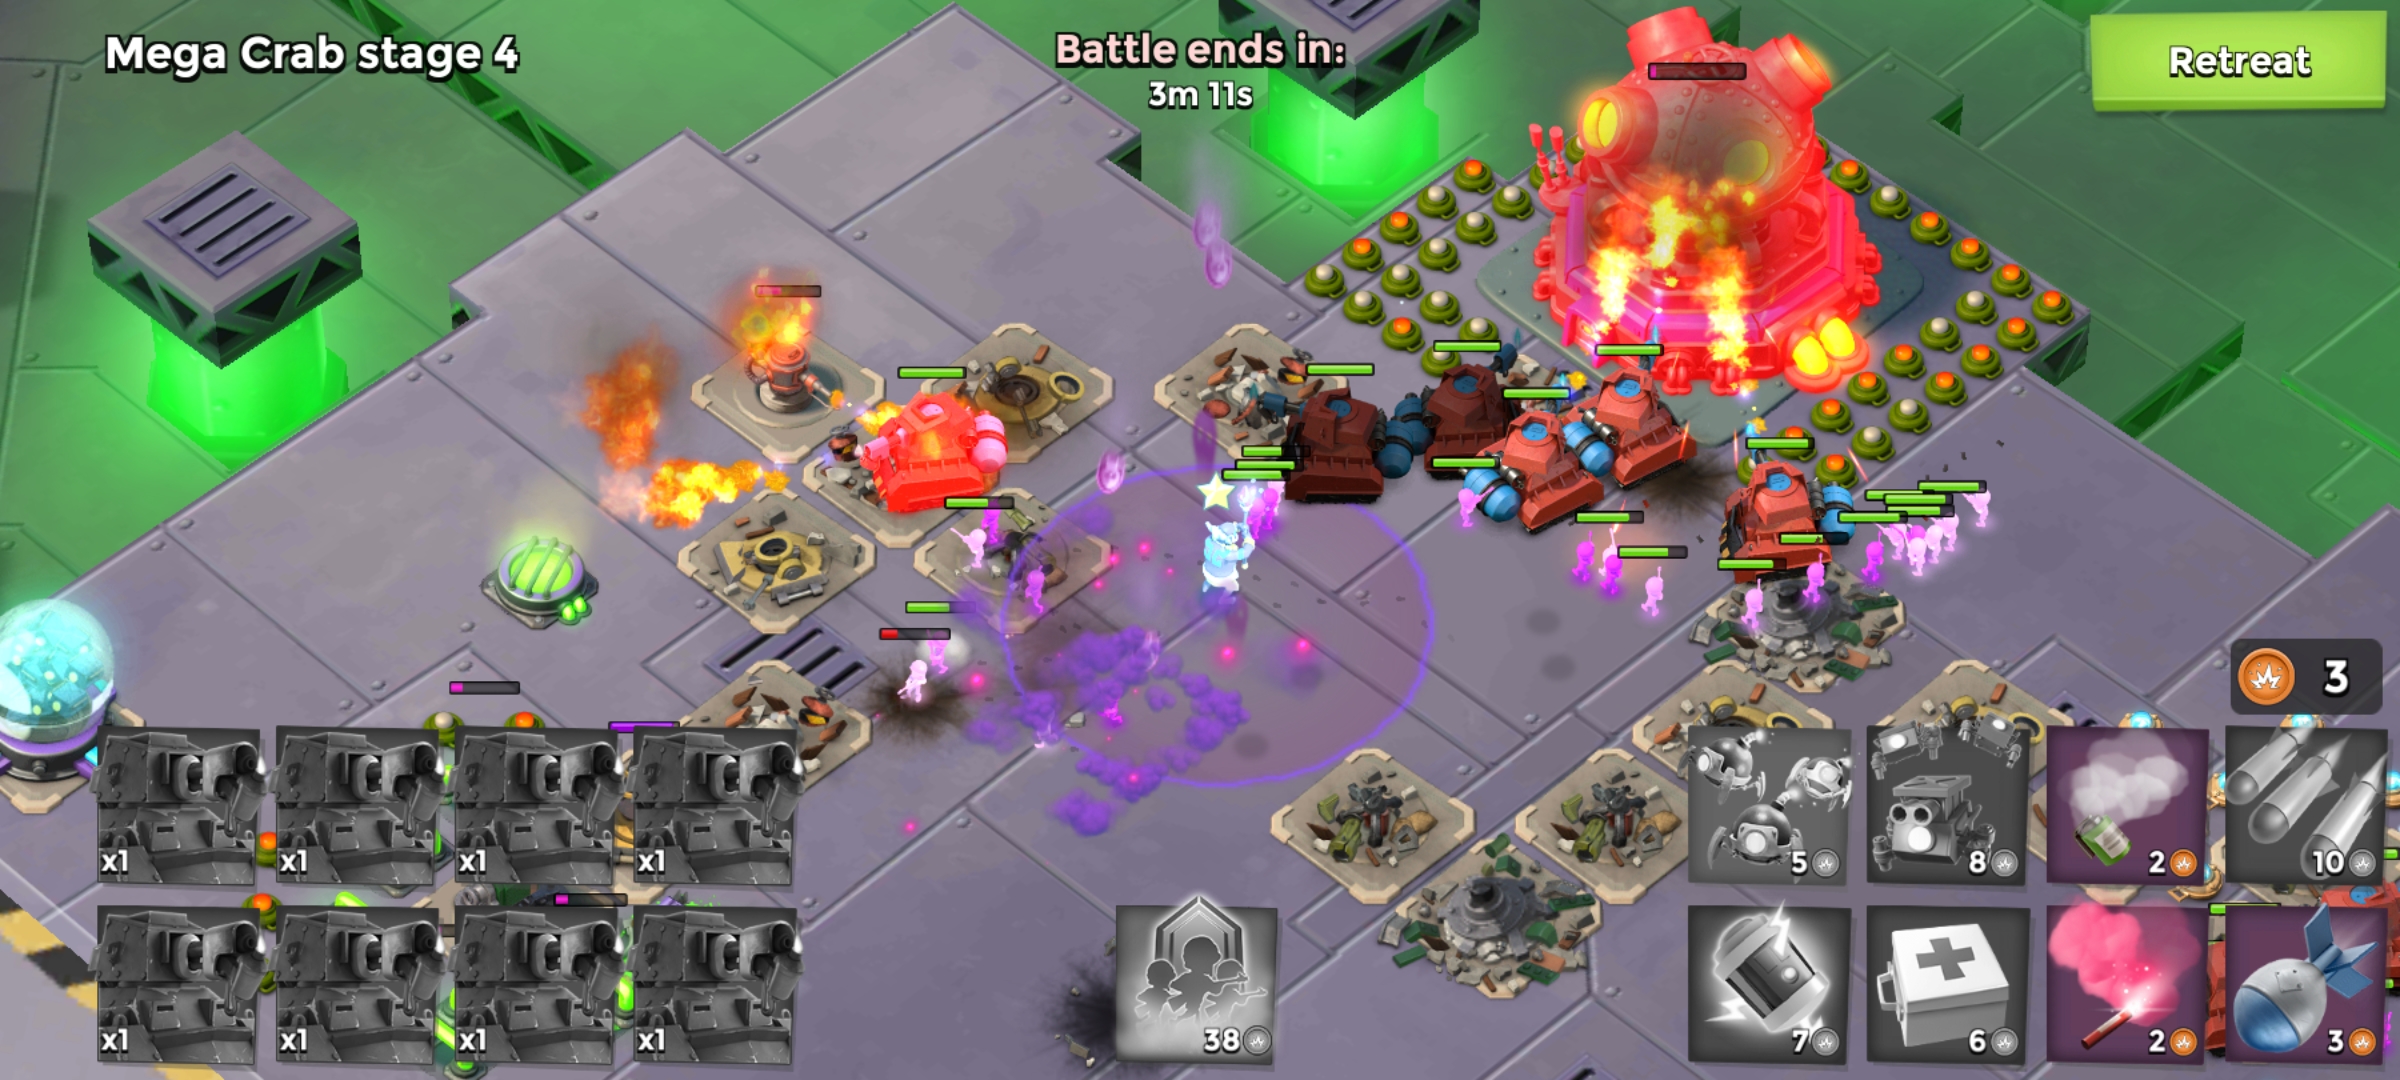 Mega Crab stage 4
Battle ends in:
3m 11s
Retreat
3
x1
x1
x1
x1
5
8
2
10
x1
x1
x1
x1
38
7
6
2
3